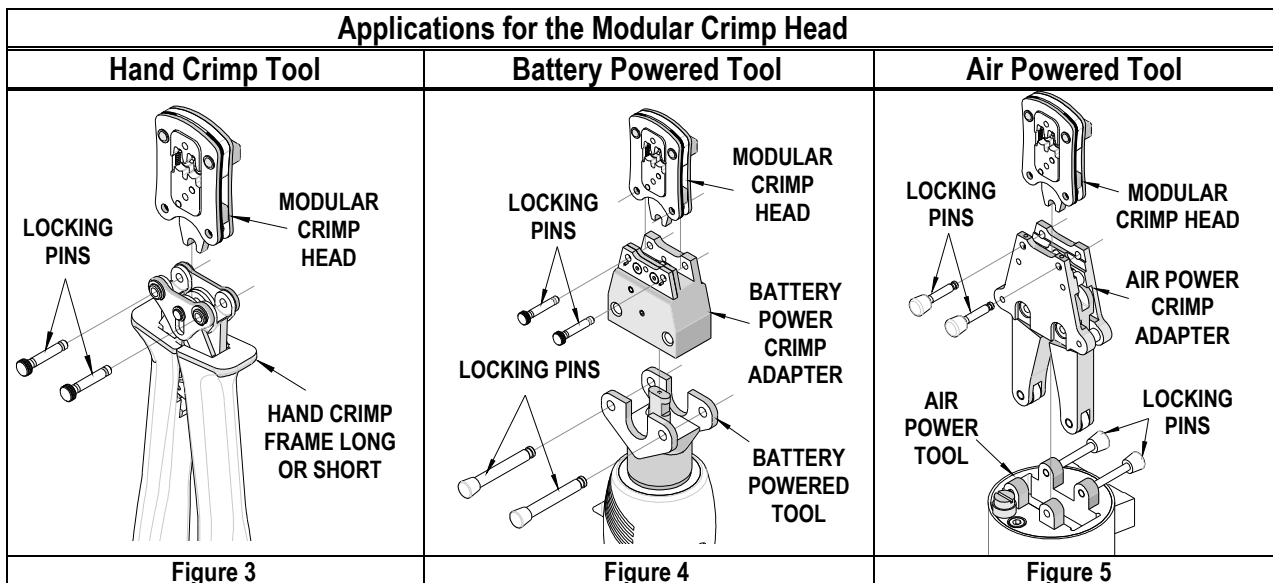 Applications for the Modular Crimp Head
Hand Crimp Tool
Battery Powered Tool
Air Powered Tool
MODULAR
CRIMP
HEAD
LOCKING
PINS
HAND CRIMP
FRAME LONG
OR SHORT
MODULAR
CRIMP
HEAD
LOCKING
PINS
BATTERY
POWER
CRIMP
ADAPTER
LOCKING PINS
BATTERY
POWERED
TOOL
LOCKING
PINS
MODULAR
CRIMP HEAD
AIR POWER
CRIMP
ADAPTER
AIR
POWER
TOOL
LOCKING
PINS
Figure 3
Figure 4
Figure 5